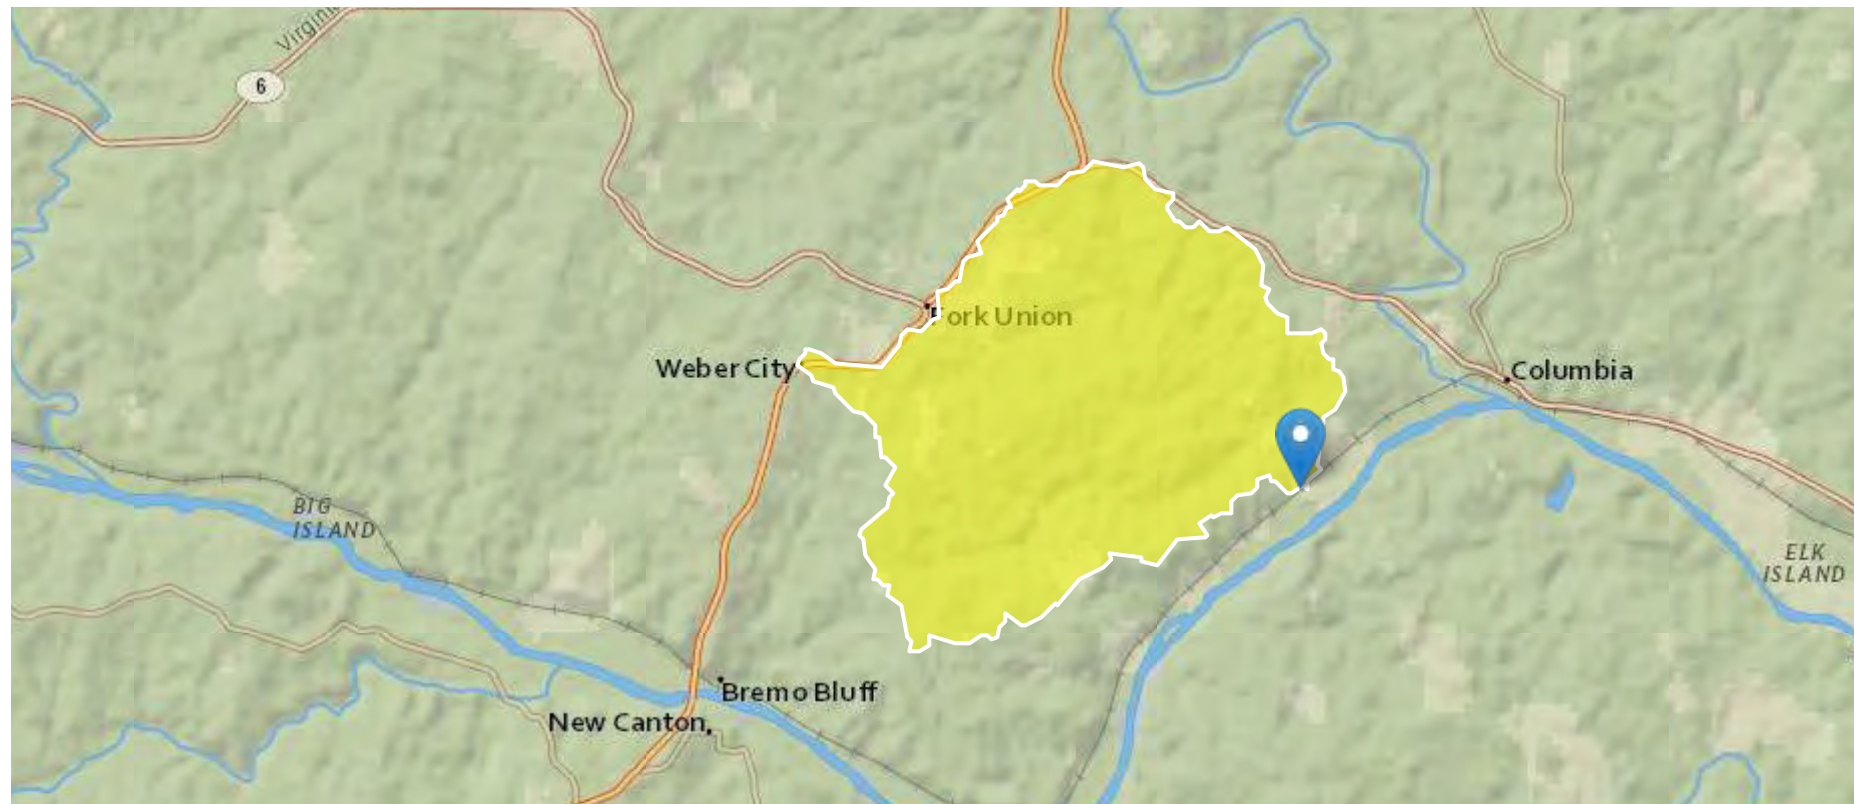 Virginia
6
Fork Union
Weber City
Columbia
BIG
ISLAND
ELK
ISLAND
Bremo Bluff
New Canton